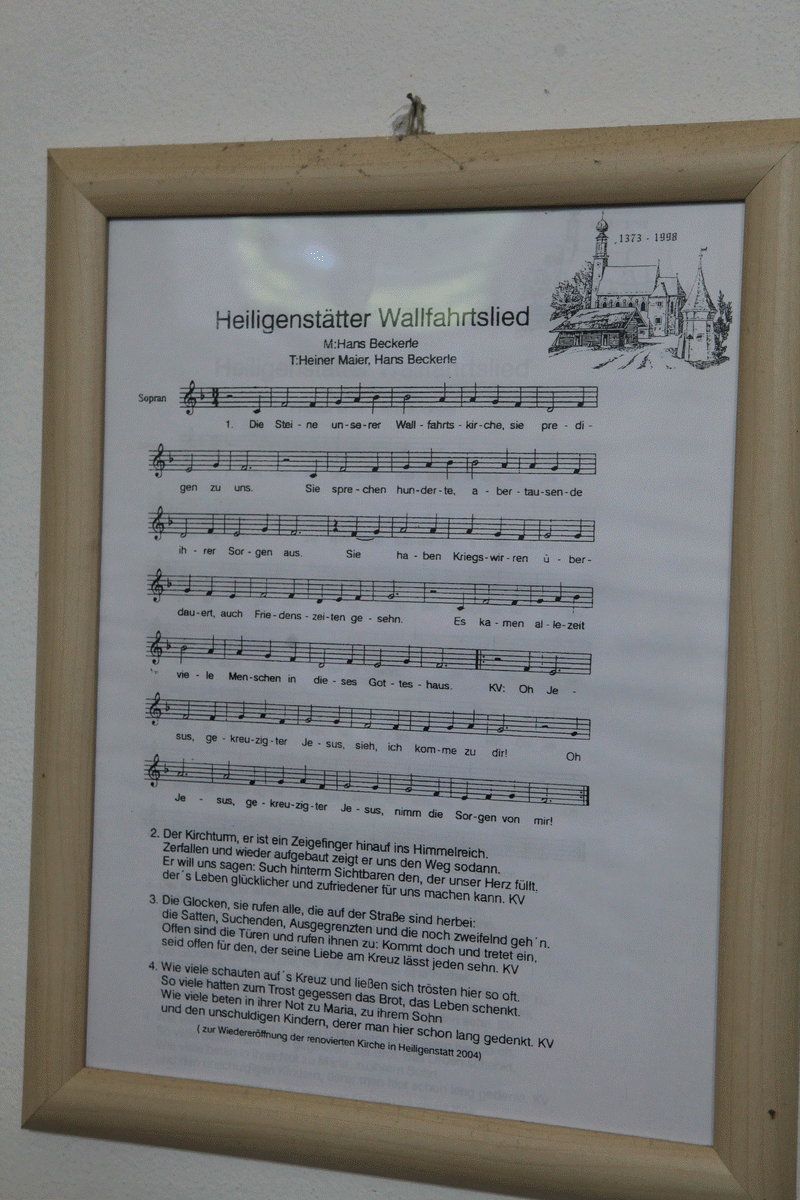 1373 - 1998
Heiligenstätter Wallfahrtslied
M:Hans Beckerle
T:Heiner Maier, Hans Beckerle
Sopran
1. Die Stei - ne un-se-rer Wall - fahrts - kir-che, sie pre - di -
gen zu uns. Sie spre - chen hun-der-te, a - ber - tau-sen-de
ih - rer Sor - gen aus. Sie ha - ben Kriegs-wir-ren ü - ber-
dau-ert, auch Frie-dens-zei-ten ge - sehn. Es ka - men al-le-zeit
vie - le Men-schen in die - ses Got - tes - haus. KV: Oh Je -
sus, ge - kreu-zig-ter Je - sus, sieh, ich kom-me zu dir! Oh
Je - sus, ge - kreu-zig-ter Je - sus, nimm die Sor-gen von mir!
2. Der Kirchturm, er ist ein Zeigefinger hinauf ins Himmelreich.
Zerfallen und wieder aufgebaut zeigt er uns den Weg sodann.
Er will uns sagen: Such hinterm Sichtbaren den, der unser Herz füllt,
der´s Leben glücklicher und zufriedener für uns machen kann. KV
3. Die Glocken, sie rufen alle, die auf der Straße sind herbei:
die Satten, Suchenden, Ausgegrenzten und die noch zweifelnd geh´n.
Offen sind die Türen und rufen ihnen zu: Kommt doch und tretet ein,
seid offen für den, der seine Liebe am Kreuz lässt jeden sehn. KV
4. Wie viele schauten auf´s Kreuz und ließen sich trösten hier so oft.
So viele hatten zum Trost gegessen das Brot, das Leben schenkt.
Wie viele beten in ihrer Not zu Maria, zu ihrem Sohn
und den unschuldigen Kindern, derer man hier schon lang gedenkt. KV
( zur Wiedereröffnung der renovierten Kirche in Heiligenstatt 2004)